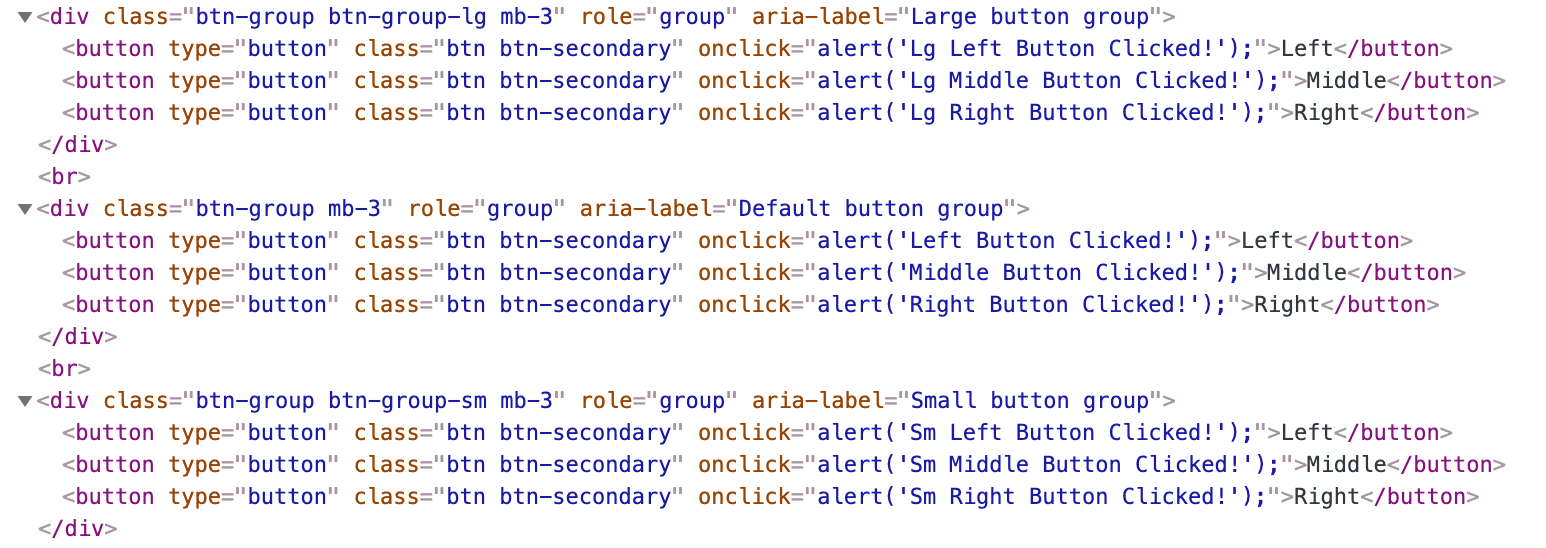 ▼<div class="btn-group btn-group-lg mb-3" role="group" aria-label="Large button group">
<button type="button" class="btn btn-secondary" onclick="alert('Lg Left Button Clicked!');">Left</button>
<button type="button" class="btn btn-secondary" onclick="alert('Lg Middle Button Clicked!');">Middle</button>
<button type="button" class="btn btn-secondary" onclick="alert('Lg Right Button Clicked!');">Right</button>
</div>
<br>
▼<div class="btn-group mb-3" role="group" aria-label="Default button group">
<button type="button" class="btn btn-secondary" onclick="alert('Left Button Clicked!');">Left</button>
<button type="button" class="btn btn-secondary" onclick="alert('Middle Button Clicked!');">Middle</button>
<button type="button" class="btn btn-secondary" onclick="alert('Right Button Clicked!');">Right</button>
</div>
<br>
▼<div class="btn-group btn-group-sm mb-3" role="group" aria-label="Small button group">
<button type="button" class="btn btn-secondary" onclick="alert('Sm Left Button Clicked!');">Left</button>
<button type="button" class="btn btn-secondary" onclick="alert('Sm Middle Button Clicked!');">Middle</button>
<button type="button" class="btn btn-secondary" onclick="alert('Sm Right Button Clicked!');">Right</button>
</div>